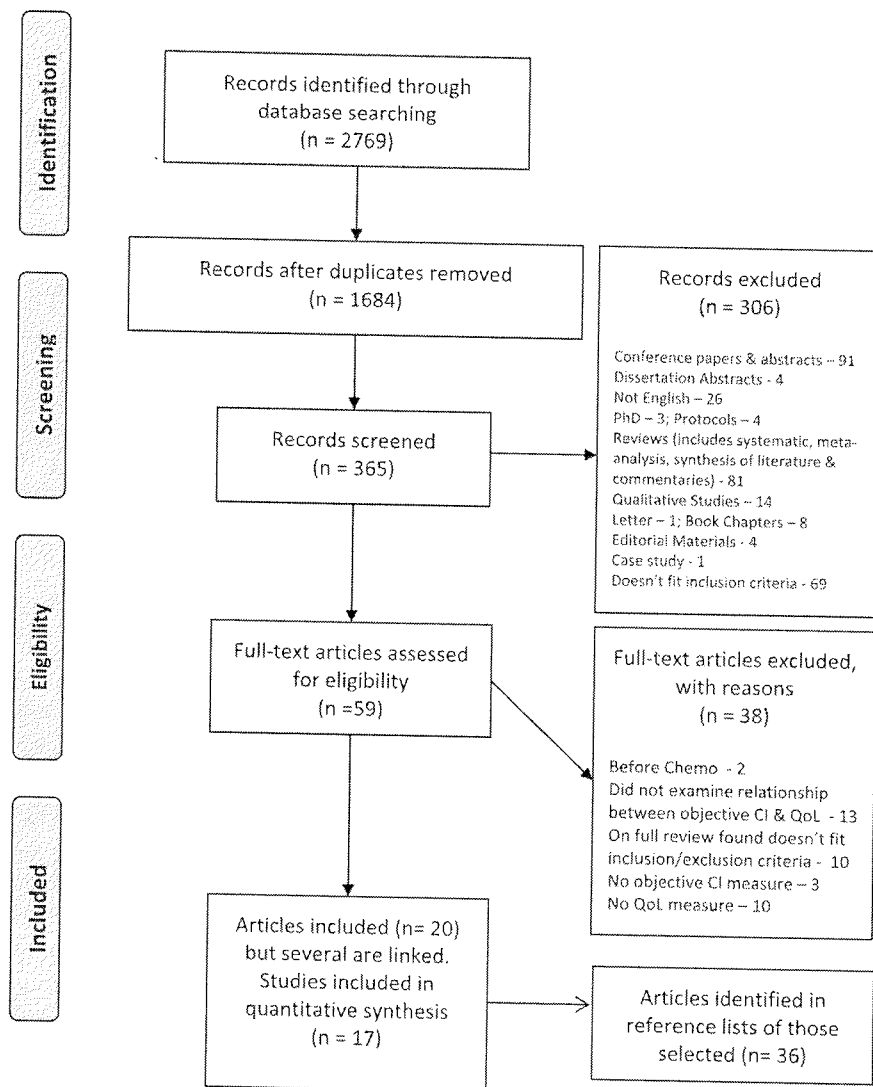 Identification
Records identified through
database searching
(n = 2769)
Records after duplicates removed
(n = 1684)
Screening
Records screened
(n = 365)
Records excluded
(n = 306)
Conference papers & abstracts – 91
Dissertation Abstracts - 4
Not English – 26
PhD – 3; Protocols – 4
Reviews (includes systematic, meta-
analysis, synthesis of literature &
commentaries) - 81
Qualitative Studies – 14
Letter – 1; Book Chapters – 8
Editorial Materials - 4
Case study - 1
Doesn't fit inclusion criteria - 69
Eligibility
Full-text articles assessed
for eligibility
(n =59)
Full-text articles excluded,
with reasons
(n = 38)
Before Chemo - 2
Did not examine relationship
between objective CI & QoL - 13
On full review found doesn't fit
inclusion/exclusion criteria - 10
No objective CI measure – 3
No QoL measure – 10
Included
Articles included (n= 20)
but several are linked.
Studies included in
quantitative synthesis
(n = 17)
Articles identified in
reference lists of those
selected (n= 36)